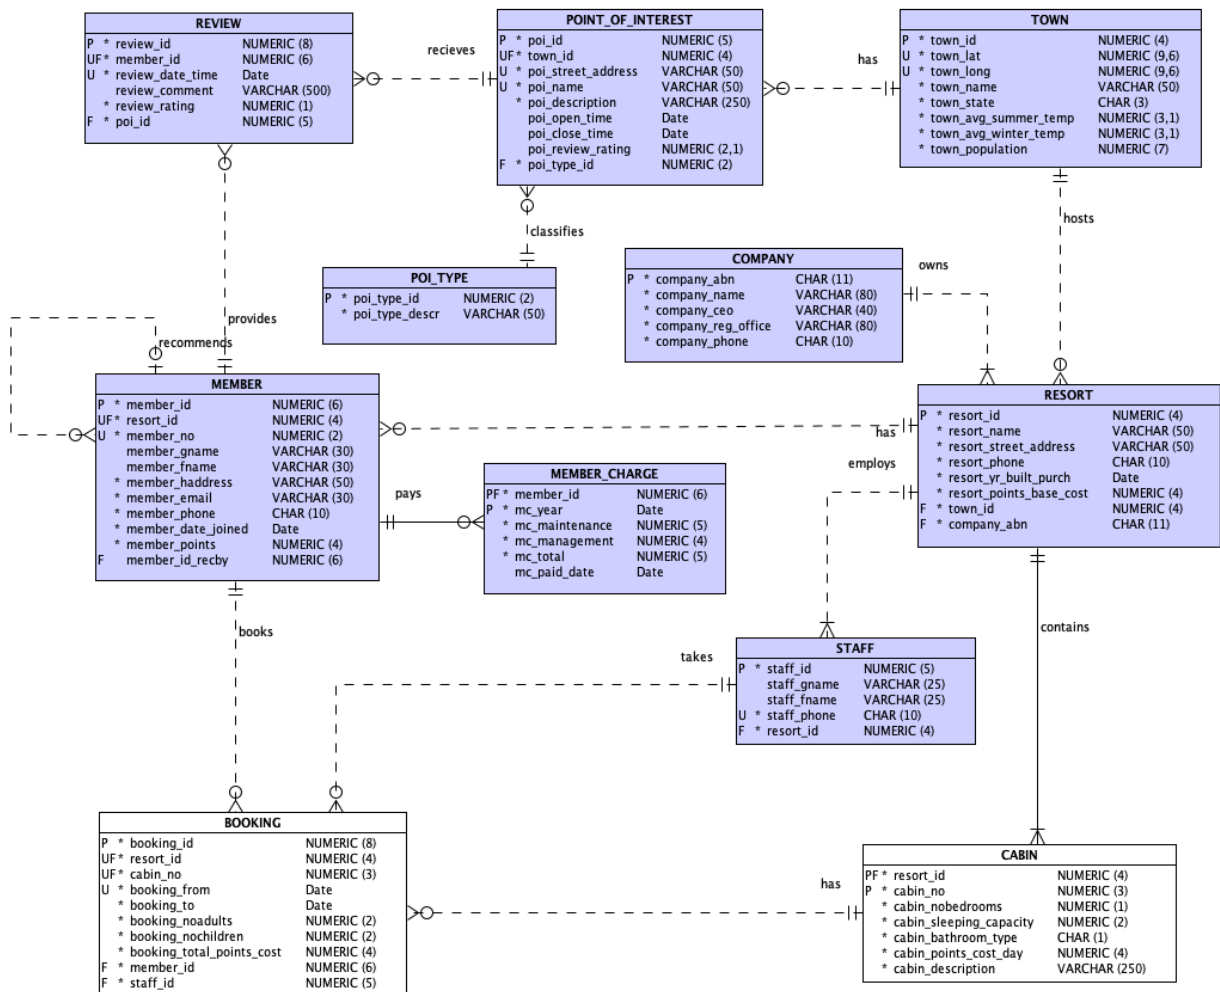 REVIEW
P * review_id NUMERIC (8)
UF* member_id NUMERIC (6)
U * review_date_time Date
review_comment VARCHAR (500)
* review_rating NUMERIC (1)
F * poi_id NUMERIC (5)
recieves
POINT_OF_INTEREST
P * poi_id NUMERIC (5)
UF* town_id NUMERIC (4)
U * poi_street_address VARCHAR (50)
U * poi_name VARCHAR (50)
* poi_description VARCHAR (250)
poi_open_time Date
poi_close_time Date
poi_review_rating NUMERIC (2,1)
F * poi_type_id NUMERIC (2)
has
TOWN
P * town_id NUMERIC (4)
U * town_lat NUMERIC (9,6)
U * town_long NUMERIC (9,6)
* town_name VARCHAR (50)
* town_state CHAR (3)
* town_avg_summer_temp NUMERIC (3,1)
* town_avg_winter_temp NUMERIC (3,1)
* town_population NUMERIC (7)
hosts
classifies
POI_TYPE
P * poi_type_id NUMERIC (2)
* poi_type_descr VARCHAR (50)
COMPANY
P * company_abn CHAR (11)
* company_name VARCHAR (80)
* company_ceo VARCHAR (40)
* company_reg_office VARCHAR (80)
* company_phone CHAR (10)
owns
provides
recommends
MEMBER
P * member_id NUMERIC (6)
UF* resort_id NUMERIC (4)
U * member_no NUMERIC (2)
member_gname VARCHAR (30)
member_fname VARCHAR (30)
* member_haddress VARCHAR (50)
* member_email VARCHAR (30)
* member_phone CHAR (10)
* member_date_joined Date
* member_points NUMERIC (4)
F member_id_recby NUMERIC (6)
has
RESORT
P * resort_id NUMERIC (4)
* resort_name VARCHAR (50)
* resort_street_address VARCHAR (50)
* resort_phone CHAR (10)
* resort_yr_built_purch Date
* resort_points_base_cost NUMERIC (4)
F * town_id NUMERIC (4)
F * company_abn CHAR (11)
employs
pays
MEMBER_CHARGE
PF * member_id NUMERIC (6)
P * mc_year Date
* mc_maintenance NUMERIC (5)
* mc_management NUMERIC (4)
* mc_total NUMERIC (5)
mc_paid_date Date
books
contains
takes
STAFF
P * staff_id NUMERIC (5)
staff_gname VARCHAR (25)
staff_fname VARCHAR (25)
U * staff_phone CHAR (10)
F * resort_id NUMERIC (4)
BOOKING
P * booking_id NUMERIC (8)
UF* resort_id NUMERIC (4)
UF* cabin_no NUMERIC (3)
U * booking_from Date
* booking_to Date
* booking_noadults NUMERIC (2)
* booking_nochildren NUMERIC (2)
* booking_total_points_cost NUMERIC (4)
F * member_id NUMERIC (6)
F * staff_id NUMERIC (5)
has
CABIN
PF * resort_id NUMERIC (4)
P * cabin_no NUMERIC (3)
* cabin_nobedrooms NUMERIC (1)
* cabin_sleeping_capacity NUMERIC (2)
* cabin_bathroom_type CHAR (1)
* cabin_points_cost_day NUMERIC (4)
* cabin_description VARCHAR (250)